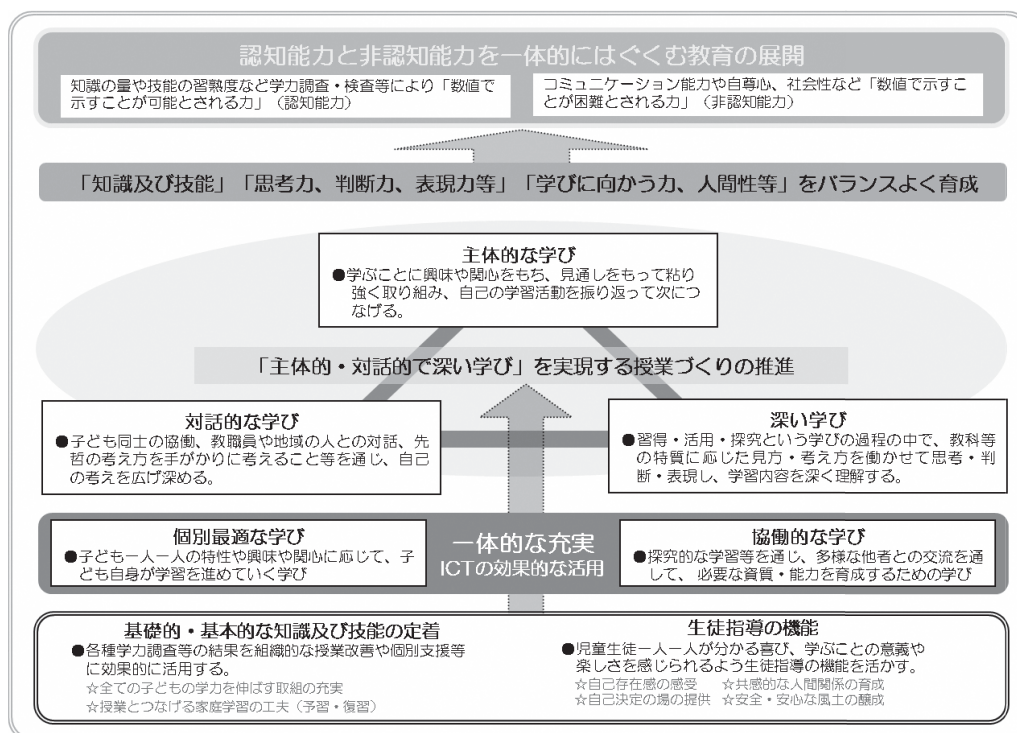 認知能力と非認知能力を一体的にはぐくむ教育の展開
知識の量や技能の習熟度など学力調査・検査等により「数値で
示すことが可能とされる力」（認知能力）
コミュニケーション能力や自尊心、社会性など「数値で示すこ
とが困難とされる力」（非認知能力）
「知識及び技能」「思考力、判断力、表現力等」「学びに向かう力、人間性等」をバランスよく育成
主体的な学び
●学ぶことに興味や関心をもち、見通しをもって粘り
強く取り組み、自己の学習活動を振り返って次につ
なげる。
「主体的・対話的で深い学び」を実現する授業づくりの推進
対話的な学び
●子ども同士の協働、教職員や地域の人との対話、先
哲の考え方を手がかりに考えること等を通じ、自己
の考えを広げ深める。
深い学び
●習得・活用・探究という学びの過程の中で、教科等
の特質に応じた見方・考え方を働かせて思考・判
断・表現し、学習内容を深く理解する。
個別最適な学び
●子ども一人一人の特性や興味や関心に応じて、子
ども自身が学習を進めていく学び
一体的な充実
ICTの効果的な活用
協働的な学び
●探究的な学習等を通じ、多様な他者との交流を通
して、必要な資質・能力を育成するための学び
基礎的・基本的な知識及び技能の定着
●各種学力調査等の結果を組織的な授業改善や個別支援等
に効果的に活用する。
☆全ての子どもの学力を伸ばす取組の充実
☆授業とつなげる家庭学習の工夫（予習・復習）
生徒指導の機能
●児童生徒一人一人が分かる喜び、学ぶことの意義や
楽しさを感じられるよう生徒指導の機能を活かす。
☆自己存在感の感受　☆共感的な人間関係の育成
☆自己決定の場の提供　☆安全・安心な風土の醸成